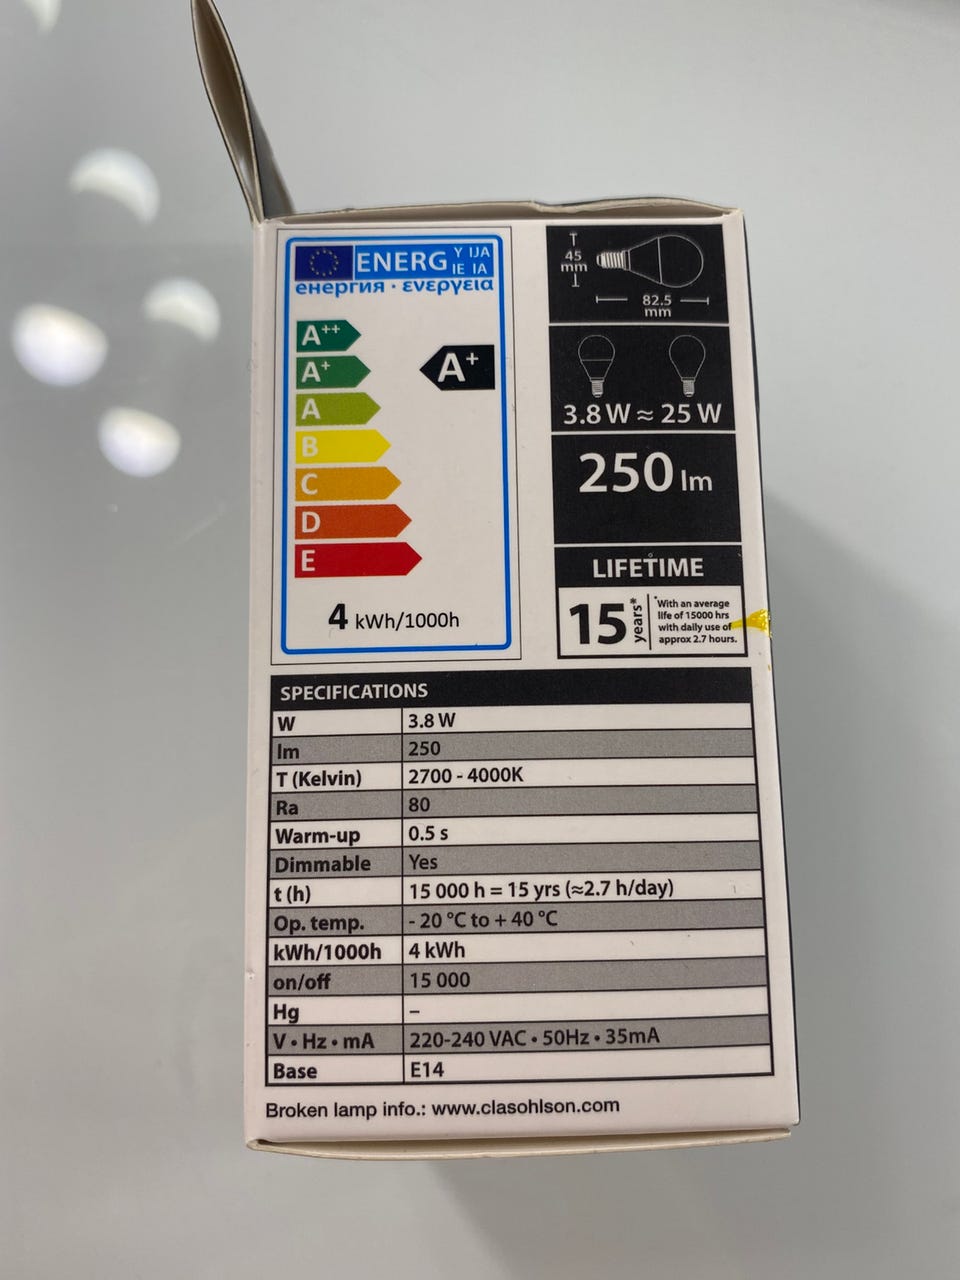 ENERG Y IJA
IE IA
енергия · ενεργεια
A++
A+
A
B
C
D
E
A+
4 kWh/1000h
45
mm
82.5
mm
3.8 W ≈ 25 W
250 lm
LIFETIME
15 years*
*With an average
life of 15000 hrs
with daily use of
approx 2.7 hours.
SPECIFICATIONS
W 3.8 W
lm 250
T (Kelvin) 2700 - 4000K
Ra 80
Warm-up 0.5 s
Dimmable Yes
t (h) 15 000 h = 15 yrs (≈2.7 h/day)
Op. temp. - 20 °C to + 40 °C
kWh/1000h 4 kWh
on/off 15 000
Hg –
V • Hz • mA 220-240 VAC • 50Hz • 35mA
Base E14
Broken lamp info.: www.clasohlson.com